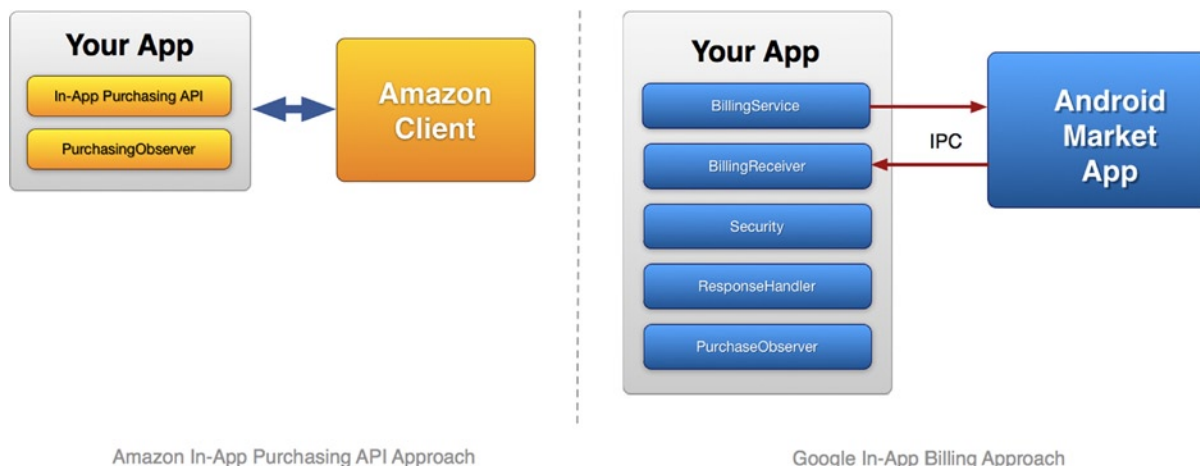 Your App
In-App Purchasing API
PurchasingObserver
Amazon
Client
Amazon In-App Purchasing API Approach
Your App
BillingService
BillingReceiver
Security
ResponseHandler
PurchaseObserver
IPC
Android
Market
App
Google In-App Billing Approach